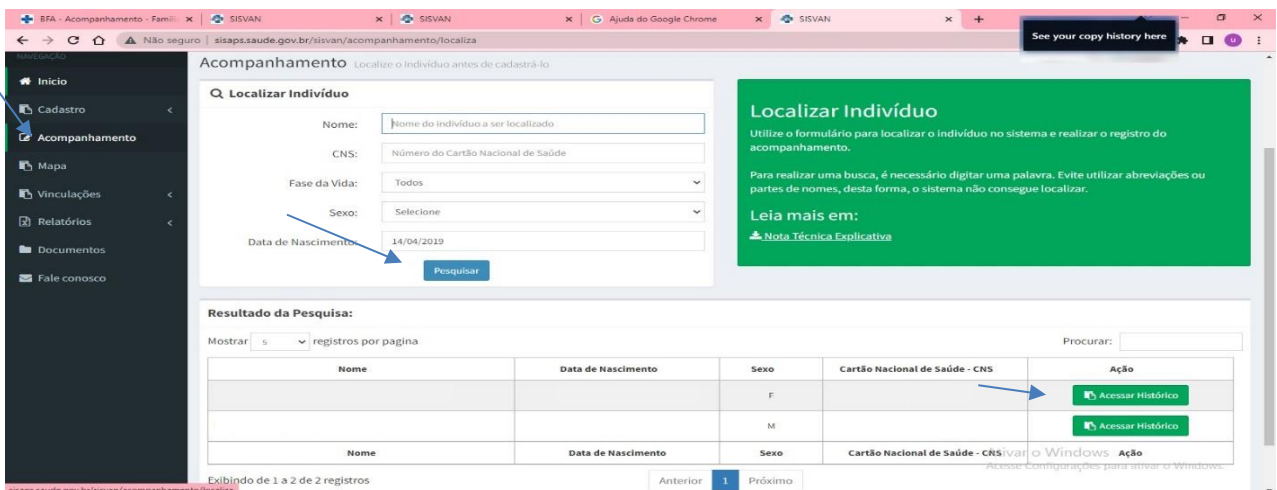 BFA - Acompanhamento - Famíli
SISVAN
SISVAN
Ajuda do Google Chrome
SISVAN
See your copy history here
Não seguro
sisaps.saude.gov.br/sisvan/acompanhamento/localiza
NAVEGAÇÃO
Inicio
Cadastro
Acompanhamento
Mapa
Vinculações
Relatórios
Documentos
Fale conosco
Acompanhamento Localize o Indivíduo antes de cadastrá-lo
Localizar Indivíduo
Nome: Nome do indivíduo a ser localizado
CNS: Número do Cartão Nacional de Saúde
Fase da Vida: Todos
Sexo: Selecione
Data de Nascimento: 14/04/2019
Pesquisar
Localizar Indivíduo
Utilize o formulário para localizar o indivíduo no sistema e realizar o registro do
acompanhamento.
Para realizar uma busca, é necessário digitar uma palavra. Evite utilizar abreviações ou
partes de nomes, desta forma, o sistema não consegue localizar.
Leia mais em:
Nota Técnica Explicativa
Resultado da Pesquisa:
Mostrar 5 registros por pagina
Procurar:
Nome Data de Nascimento Sexo Cartão Nacional de Saúde - CNS Ação
F Acessar Histórico
M Acessar Histórico
Nome Data de Nascimento Sexo Cartão Nacional de Saúde - CNS Ação
Ativar o Windows
Acesse Configurações para ativar o Windows.
Exibindo de 1 a 2 de 2 registros
Anterior 1 Próximo